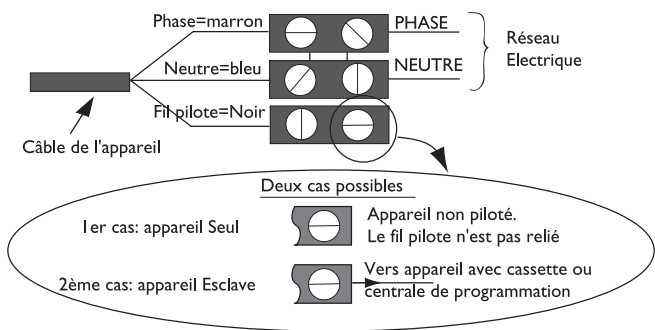 Phase=marron
PHASE
Neutre=bleu
NEUTRE
Réseau
Electrique
Fil pilote=Noir
Câble de l'appareil
Deux cas possibles
1er cas: appareil Seul
Appareil non piloté.
Le fil pilote n'est pas relié
2ème cas: appareil Esclave
Vers appareil avec cassette ou
centrale de programmation